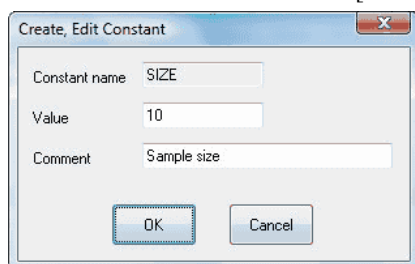 Create, Edit Constant
Constant name SIZE
Value 10
Comment Sample size
OK Cancel